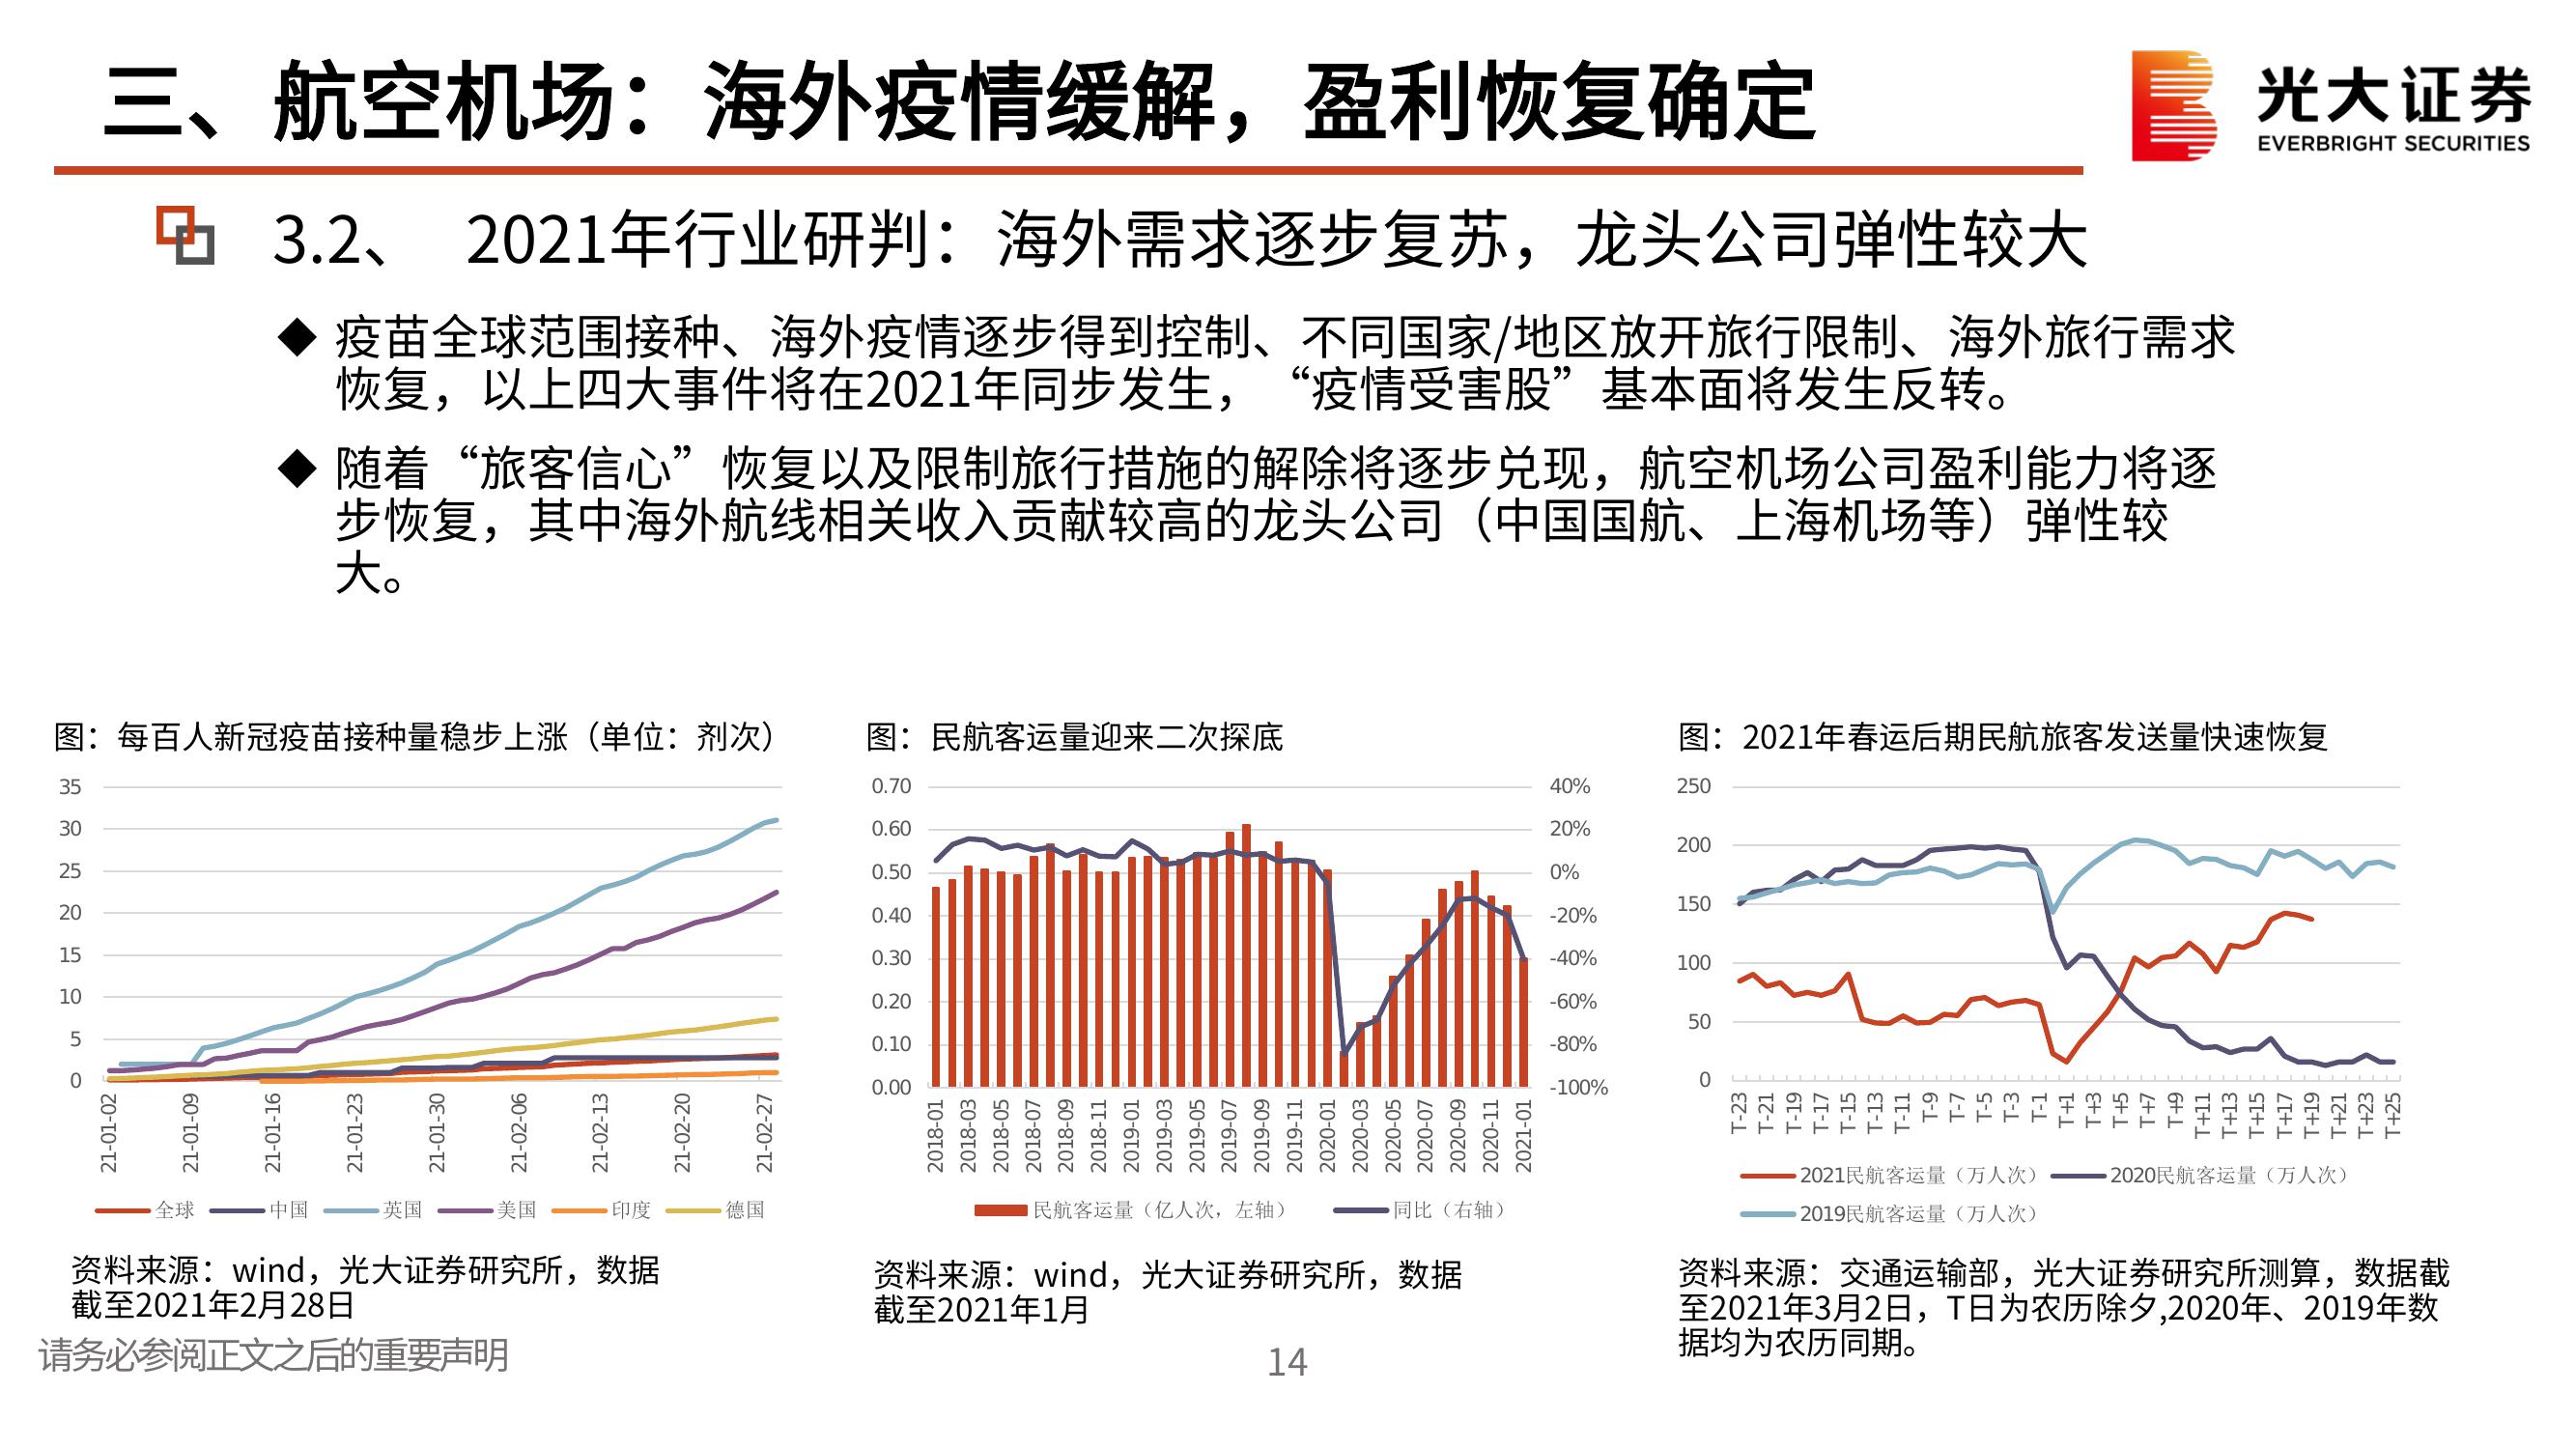 三、航空机场：海外疫情缓解，盈利恢复确定
光大证券
EVERBRIGHT SECURITIES
3.2、 2021年行业研判：海外需求逐步复苏，龙头公司弹性较大
◆ 疫苗全球范围接种、海外疫情逐步得到控制、不同国家/地区放开旅行限制、海外旅行需求
恢复，以上四大事件将在2021年同步发生，“疫情受害股”基本面将发生反转。
◆ 随着“旅客信心”恢复以及限制旅行措施的解除将逐步兑现，航空机场公司盈利能力将逐
步恢复，其中海外航线相关收入贡献较高的龙头公司（中国国航、上海机场等）弹性较
大。
图：每百人新冠疫苗接种量稳步上涨（单位：剂次）
35
30
25
20
15
10
5
0
21-01-02
21-01-09
21-01-16
21-01-23
21-01-30
21-02-06
21-02-13
21-02-20
21-02-27
全球 中国 英国 美国 印度 德国
资料来源：wind，光大证券研究所，数据
截至2021年2月28日
图：民航客运量迎来二次探底
0.70
0.60
0.50
0.40
0.30
0.20
0.10
0.00
40%
20%
0%
-20%
-40%
-60%
-80%
-100%
2018-01
2018-03
2018-05
2018-07
2018-09
2018-11
2019-01
2019-03
2019-05
2019-07
2019-09
2019-11
2020-01
2020-03
2020-05
2020-07
2020-09
2020-11
2021-01
民航客运量（亿人次，左轴） 同比（右轴）
资料来源：wind，光大证券研究所，数据
截至2021年1月
图：2021年春运后期民航旅客发送量快速恢复
250
200
150
100
50
0
T-23
T-21
T-19
T-17
T-15
T-13
T-11
T-9
T-7
T-5
T-3
T-1
T+1
T+3
T+5
T+7
T+9
T+11
T+13
T+15
T+17
T+19
T+21
T+23
T+25
2021民航客运量（万人次） 2020民航客运量（万人次）
2019民航客运量（万人次）
资料来源：交通运输部，光大证券研究所测算，数据截
至2021年3月2日，T日为农历除夕,2020年、2019年数
据均为农历同期。
请务必参阅正文之后的重要声明
14